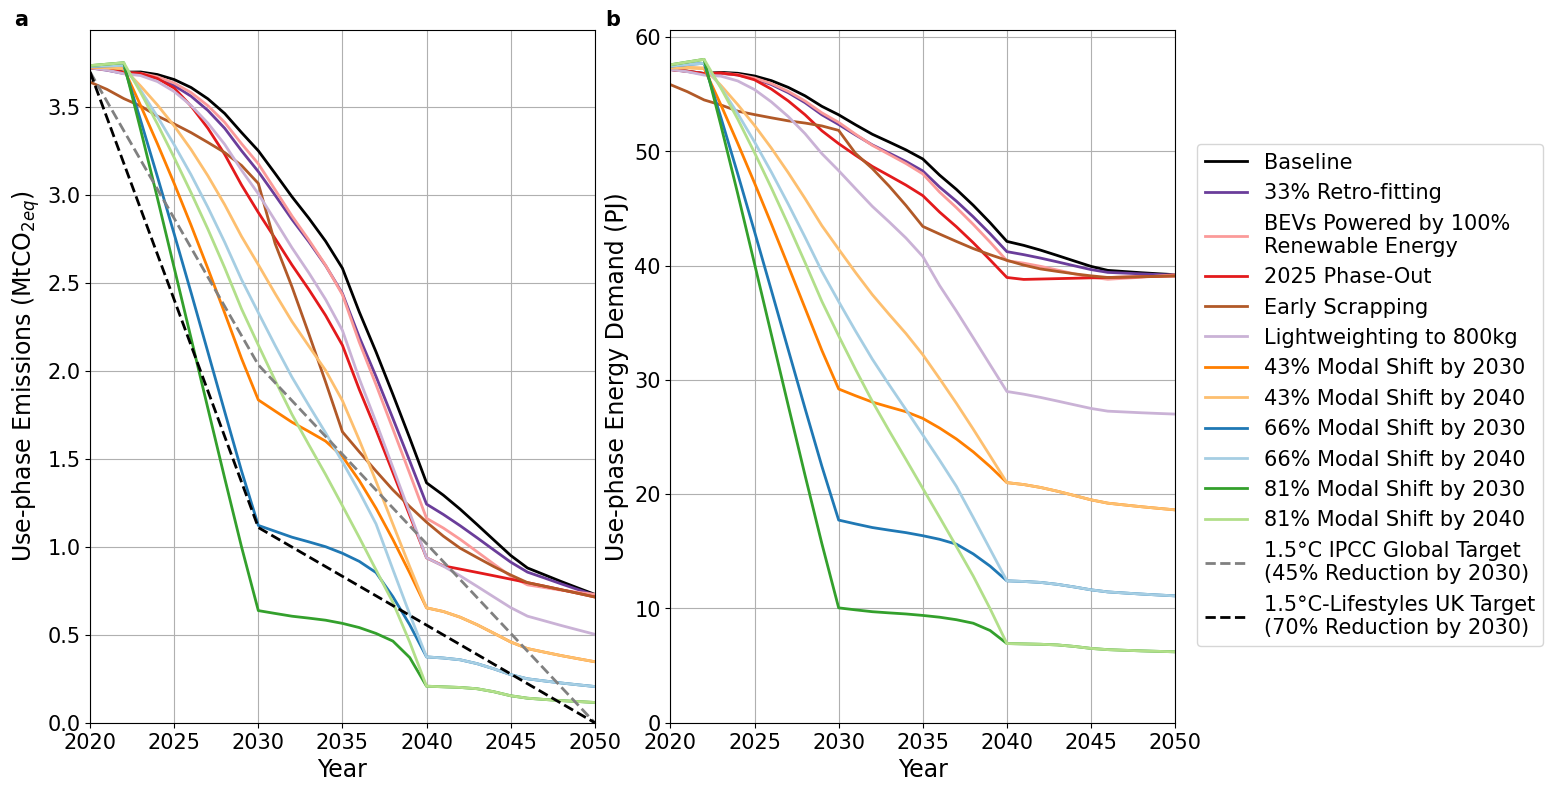 a
b
Use-phase Emissions (MtCO2eq)
3.5
3.0
2.5
2.0
1.5
1.0
0.5
0.0
2020 2025 2030 2035 2040 2045 2050
Year
Use-phase Energy Demand (PJ)
60
50
40
30
20
10
0
2020 2025 2030 2035 2040 2045 2050
Year
Baseline
33% Retro-fitting
BEVs Powered by 100%
Renewable Energy
2025 Phase-Out
Early Scrapping
Lightweighting to 800kg
43% Modal Shift by 2030
43% Modal Shift by 2040
66% Modal Shift by 2030
66% Modal Shift by 2040
81% Modal Shift by 2030
81% Modal Shift by 2040
1.5°C IPCC Global Target
(45% Reduction by 2030)
1.5°C-Lifestyles UK Target
(70% Reduction by 2030)